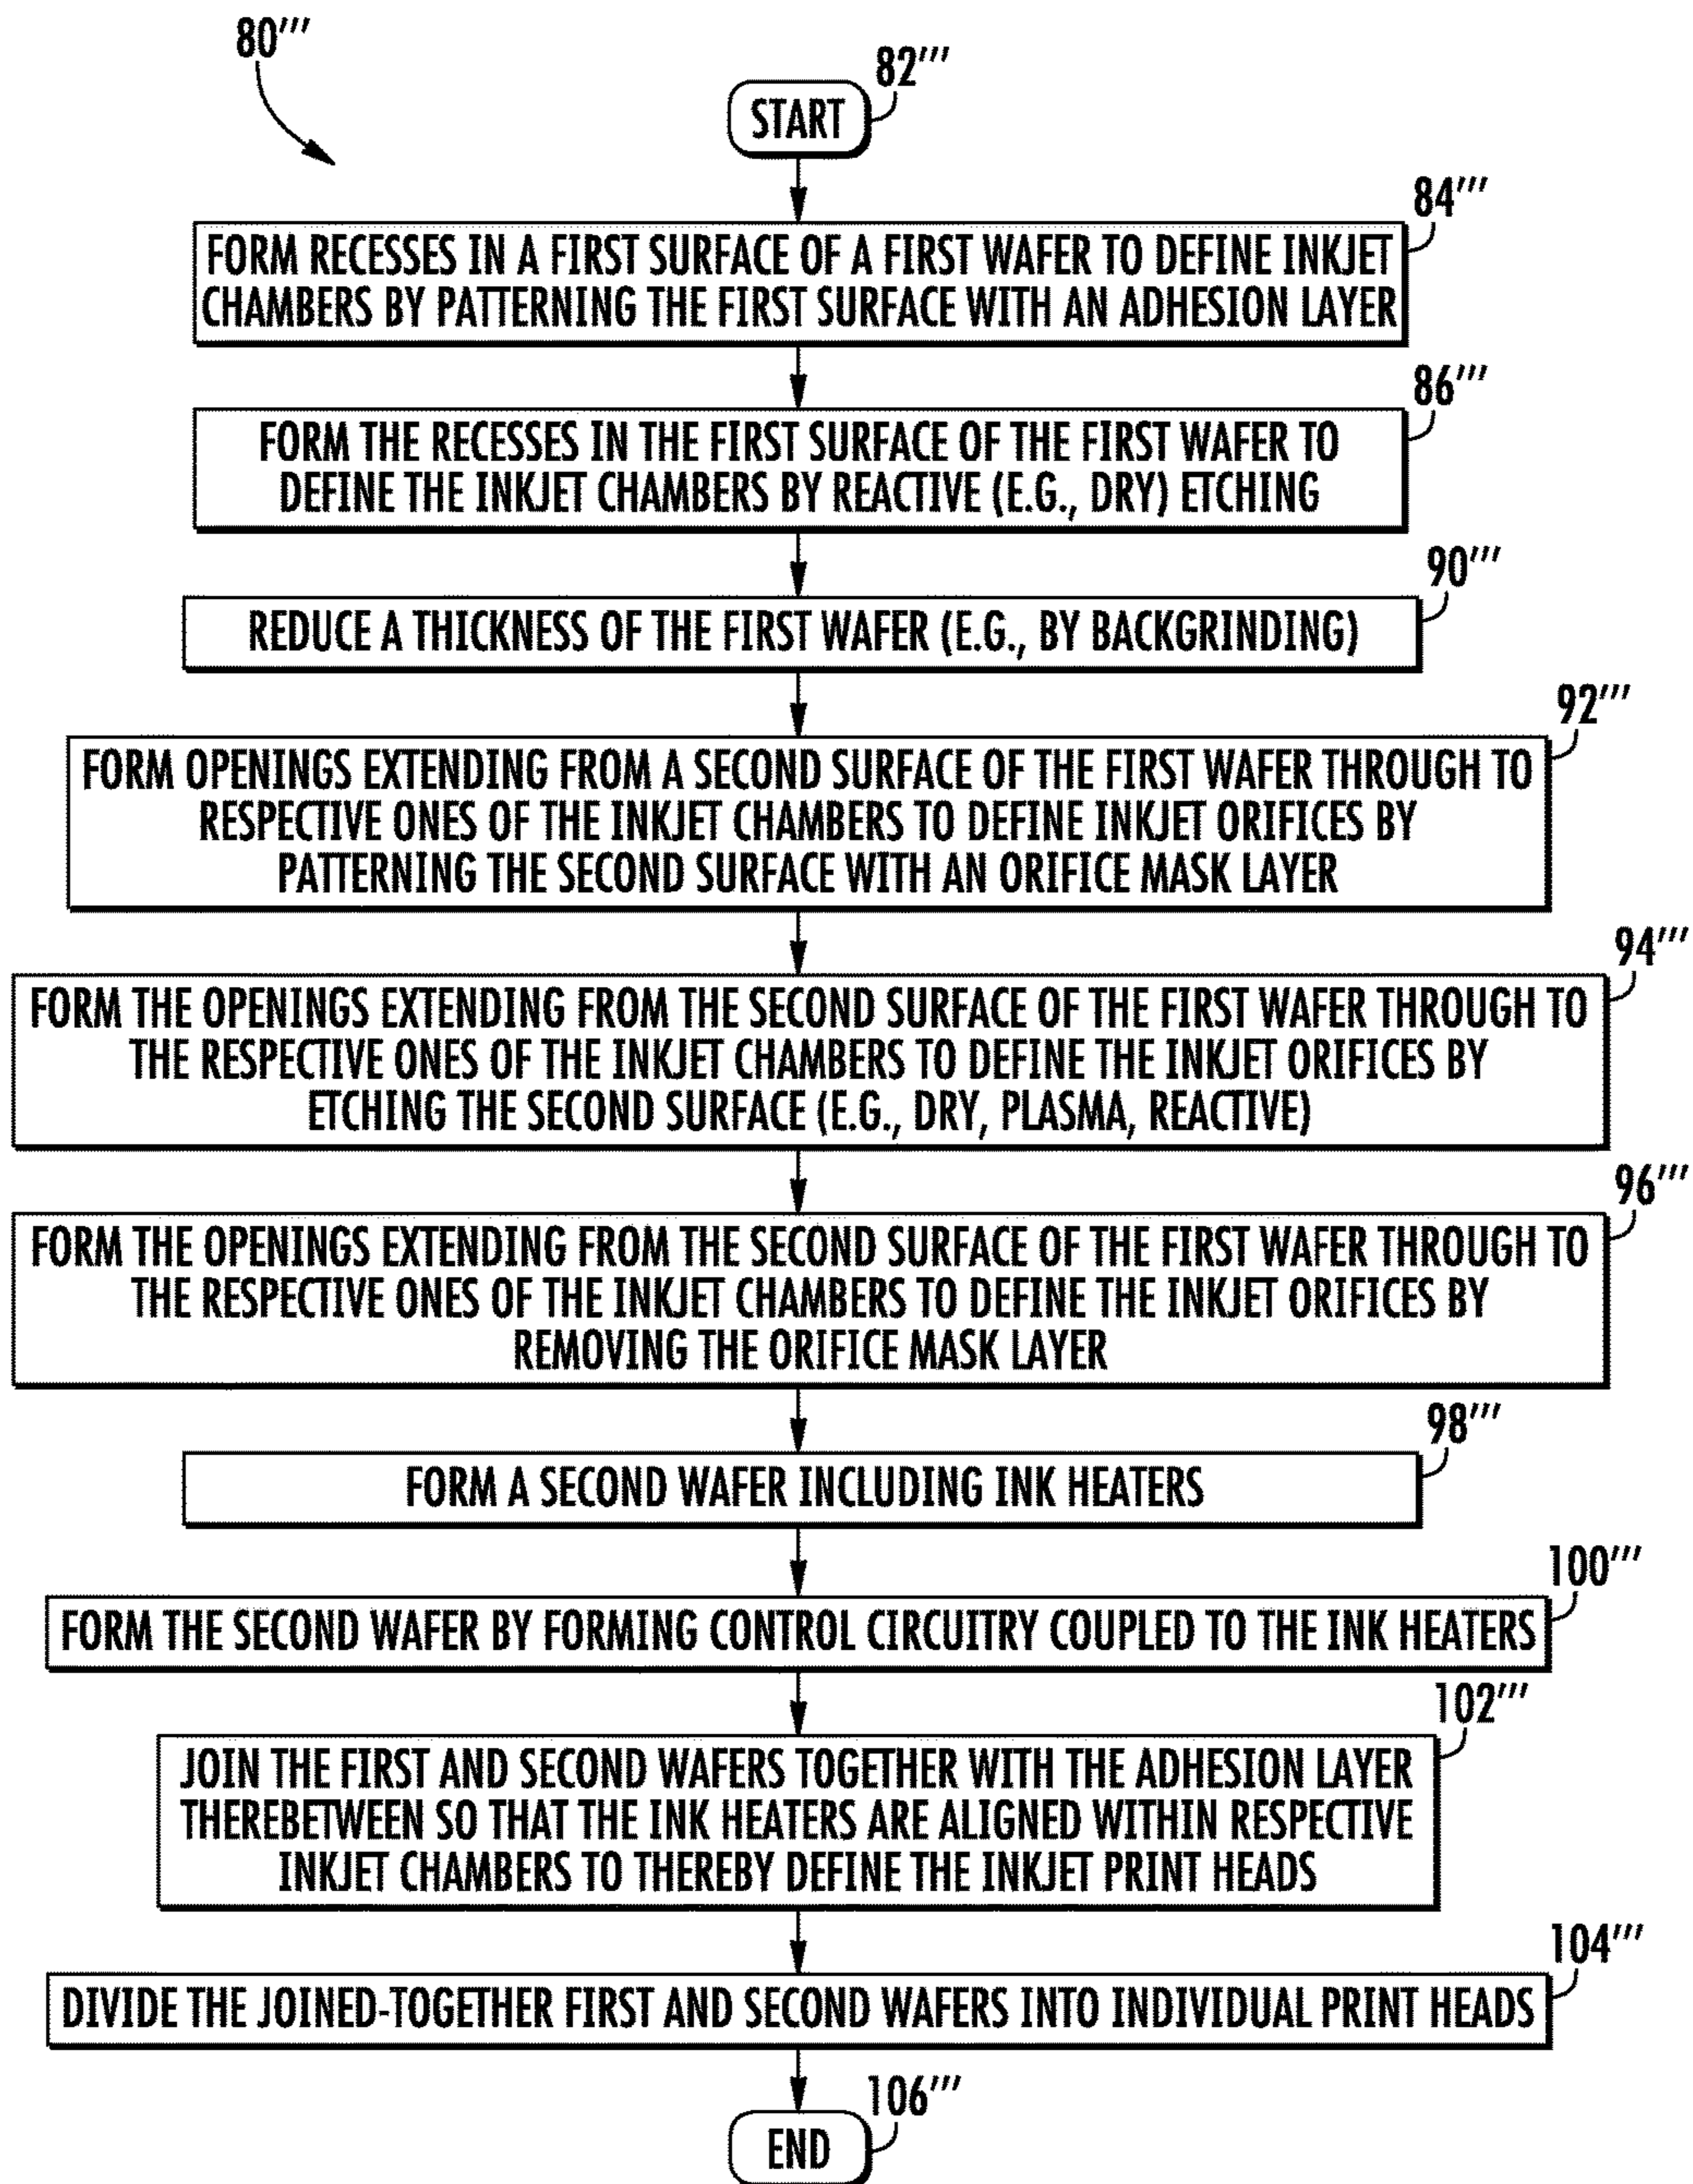 80‴
82‴
START
84‴
FORM RECESSES IN A FIRST SURFACE OF A FIRST WAFER TO DEFINE INKJET
CHAMBERS BY PATTERNING THE FIRST SURFACE WITH AN ADHESION LAYER
86‴
FORM THE RECESSES IN THE FIRST SURFACE OF THE FIRST WAFER TO
DEFINE THE INKJET CHAMBERS BY REACTIVE (E.G., DRY) ETCHING
90‴
REDUCE A THICKNESS OF THE FIRST WAFER (E.G., BY BACKGRINDING)
92‴
FORM OPENINGS EXTENDING FROM A SECOND SURFACE OF THE FIRST WAFER THROUGH TO
RESPECTIVE ONES OF THE INKJET CHAMBERS TO DEFINE INKJET ORIFICES BY
PATTERNING THE SECOND SURFACE WITH AN ORIFICE MASK LAYER
94‴
FORM THE OPENINGS EXTENDING FROM THE SECOND SURFACE OF THE FIRST WAFER THROUGH TO
THE RESPECTIVE ONES OF THE INKJET CHAMBERS TO DEFINE THE INKJET ORIFICES BY
ETCHING THE SECOND SURFACE (E.G., DRY, PLASMA, REACTIVE)
96‴
FORM THE OPENINGS EXTENDING FROM THE SECOND SURFACE OF THE FIRST WAFER THROUGH TO
THE RESPECTIVE ONES OF THE INKJET CHAMBERS TO DEFINE THE INKJET ORIFICES BY
REMOVING THE ORIFICE MASK LAYER
98‴
FORM A SECOND WAFER INCLUDING INK HEATERS
100‴
FORM THE SECOND WAFER BY FORMING CONTROL CIRCUITRY COUPLED TO THE INK HEATERS
102‴
JOIN THE FIRST AND SECOND WAFERS TOGETHER WITH THE ADHESION LAYER
THEREBETWEEN SO THAT THE INK HEATERS ARE ALIGNED WITHIN RESPECTIVE
INKJET CHAMBERS TO THEREBY DEFINE THE INKJET PRINT HEADS
104‴
DIVIDE THE JOINED-TOGETHER FIRST AND SECOND WAFERS INTO INDIVIDUAL PRINT HEADS
106‴
END